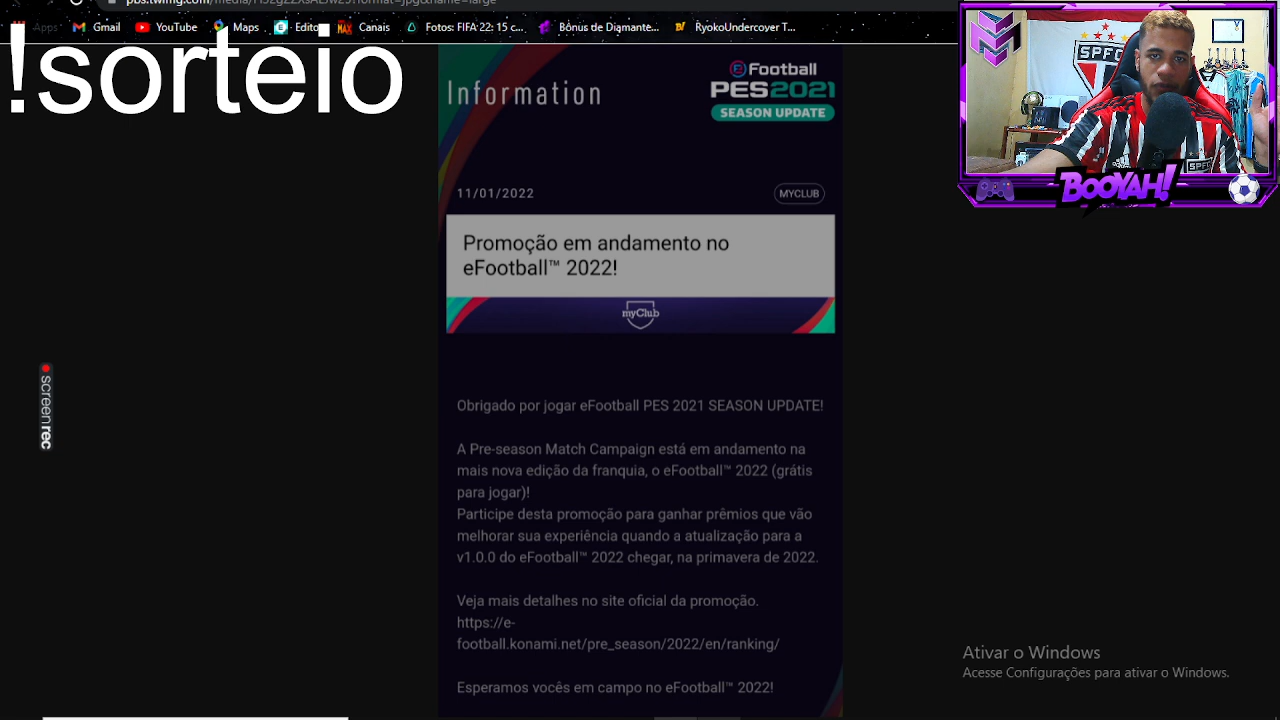 Apps Gmail YouTube Maps Edito MAX Canais Fotos: FIFA 22: 15 c... Bônus de Diamante... RyokoUndercover T...
!sorteio
Information
eFootball
PES2021
SEASON UPDATE
SPFC
SPFC
BOOYAH!
11/01/2022
MYCLUB
Promoção em andamento no
eFootball™ 2022!
myClub
Obrigado por jogar eFootball PES 2021 SEASON UPDATE!
A Pre-season Match Campaign está em andamento na
mais nova edição da franquia, o eFootball™ 2022 (grátis
para jogar)!
Participe desta promoção para ganhar prêmios que vão
melhorar sua experiência quando a atualização para a
v1.0.0 do eFootball™ 2022 chegar, na primavera de 2022.
Veja mais detalhes no site oficial da promoção.
https://e-
football.konami.net/pre_season/2022/en/ranking/
Esperamos vocês em campo no eFootball™ 2022!
screenrec
Ativar o Windows
Acesse Configurações para ativar o Windows.